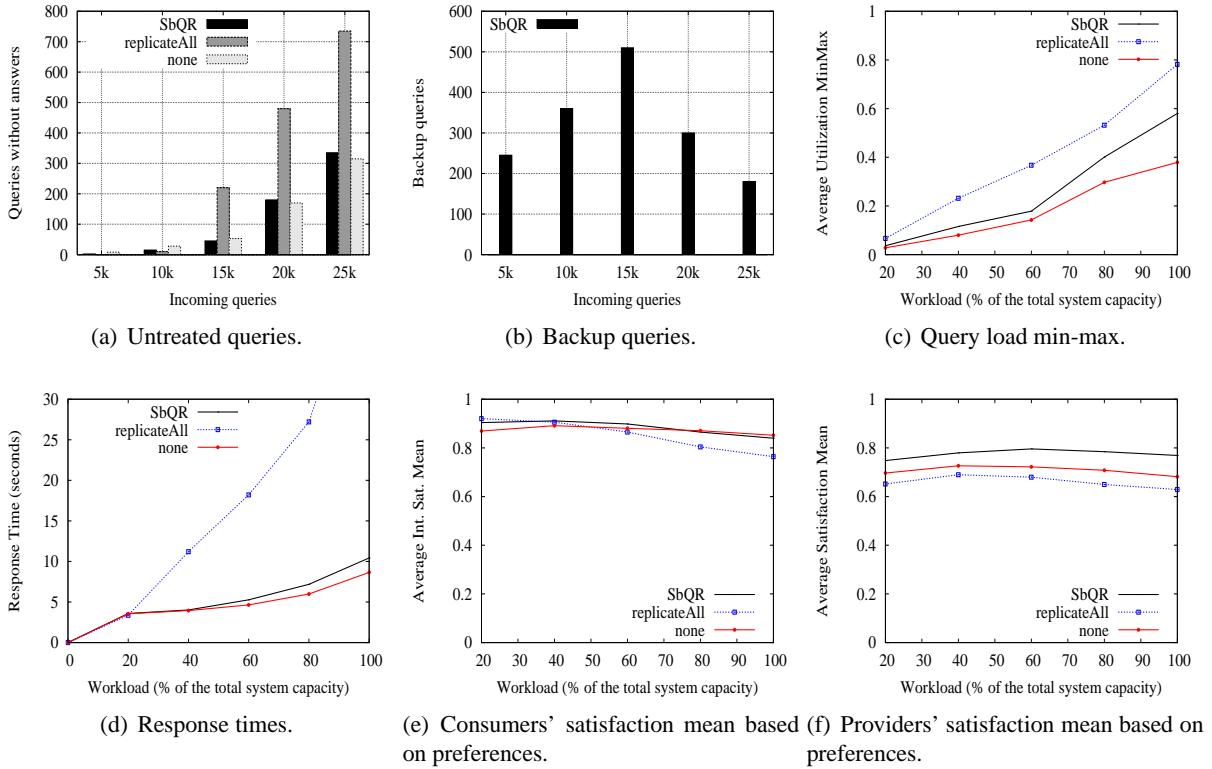 SbQR
replicateAll
none
Queries without answers
800
700
600
500
400
300
200
100
0
5k 10k 15k 20k 25k
Incoming queries
(a) Untreated queries.
SbQR
Backup queries
600
500
400
300
200
100
0
5k 10k 15k 20k 25k
Incoming queries
(b) Backup queries.
SbQR
replicateAll
none
Average Utilization MinMax
1
0.8
0.6
0.4
0.2
0
20 30 40 50 60 70 80 90 100
Workload (% of the total system capacity)
(c) Query load min-max.
SbQR
replicateAll
none
Response Time (seconds)
30
25
20
15
10
5
0
0 20 40 60 80 100
Workload (% of the total system capacity)
(d) Response times.
Average Int. Sat. Mean
1
0.8
0.6
0.4
0.2
0
SbQR
replicateAll
none
20 30 40 50 60 70 80 90 100
Workload (% of the total system capacity)
(e) Consumers' satisfaction mean based
on preferences.
Average Satisfaction Mean
1
0.8
0.6
0.4
0.2
0
SbQR
replicateAll
none
20 30 40 50 60 70 80 90 100
Workload (% of the total system capacity)
(f) Providers' satisfaction mean based on
preferences.